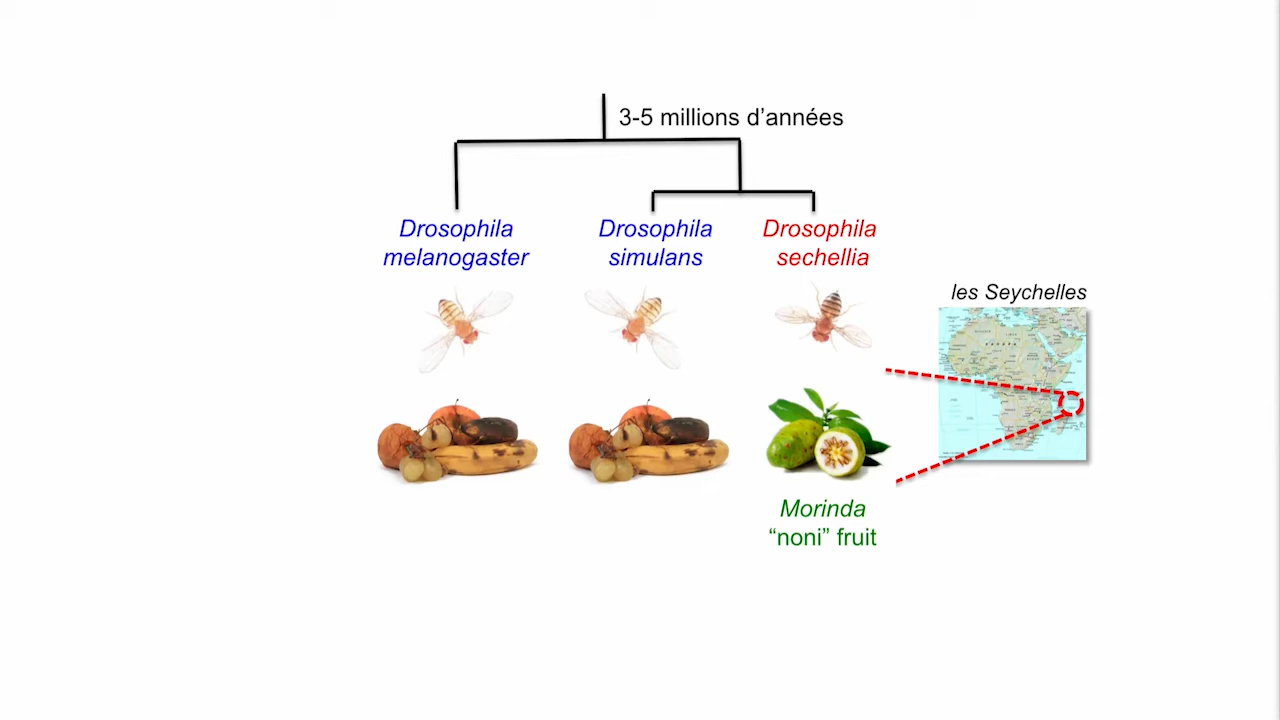 3-5 millions d’années
Drosophila
melanogaster
Drosophila
simulans
Drosophila
sechellia
les Seychelles
Morinda
“noni” fruit